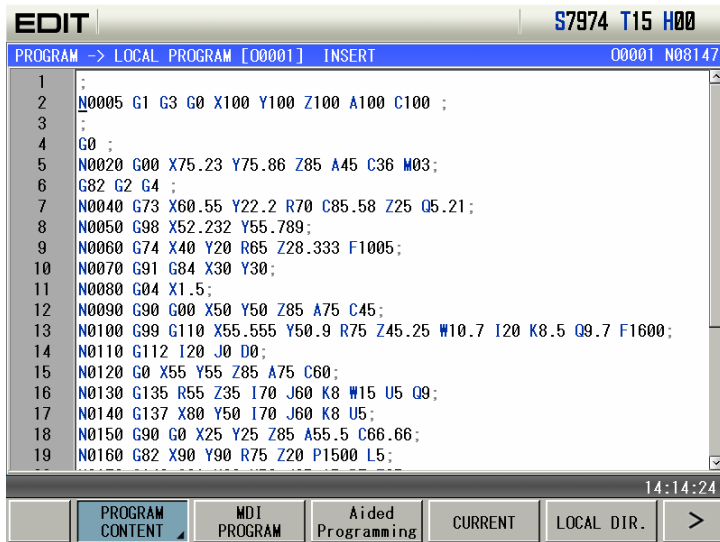 EDIT S7974 T15 H00
PROGRAM -> LOCAL PROGRAM [O0001] INSERT O0001 N08147
1 ;
2 N0005 G1 G3 G0 X100 Y100 Z100 A100 C100 ;
3 ;
4 G0 ;
5 N0020 G00 X75.23 Y75.86 Z85 A45 C36 M03;
6 G82 G2 G4 ;
7 N0040 G73 X60.55 Y22.2 R70 C85.58 Z25 Q5.21;
8 N0050 G98 X52.232 Y55.789;
9 N0060 G74 X40 Y20 R65 Z28.333 F1005;
10 N0070 G91 G84 X30 Y30;
11 N0080 G04 X1.5;
12 N0090 G90 G00 X50 Y50 Z85 A75 C45;
13 N0100 G99 G110 X55.555 Y50.9 R75 Z45.25 W10.7 I20 K8.5 Q9.7 F1600;
14 N0110 G112 I20 J0 D0;
15 N0120 G0 X55 Y55 Z85 A75 C60;
16 N0130 G135 R55 Z35 I70 J60 K8 W15 U5 Q9;
17 N0140 G137 X80 Y50 I70 J60 K8 U5;
18 N0150 G90 G0 X25 Y25 Z85 A55.5 C66.66;
19 N0160 G82 X90 Y90 R75 Z20 P1500 L5;
14:14:24
PROGRAM CONTENT MDI PROGRAM Aided Programming CURRENT LOCAL DIR. >